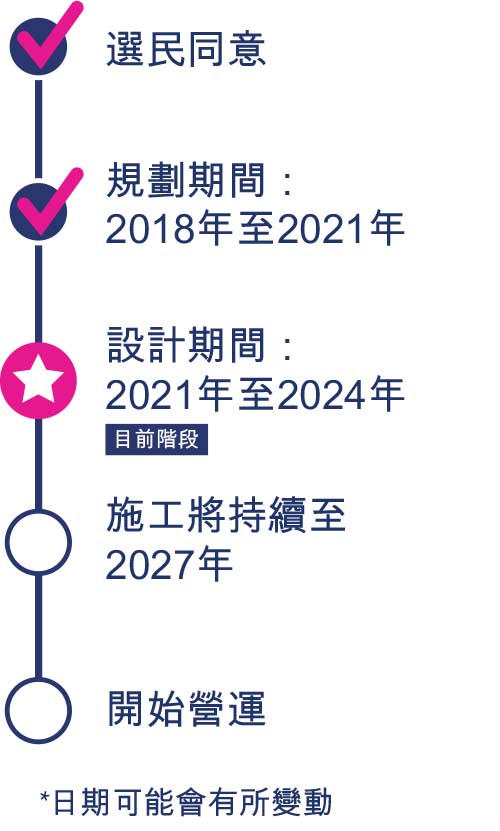 選民同意
規劃期間：
2018年至2021年
設計期間：
2021年至2024年
目前階段
施工將持續至
2027年
開始營運
*日期可能會有所變動